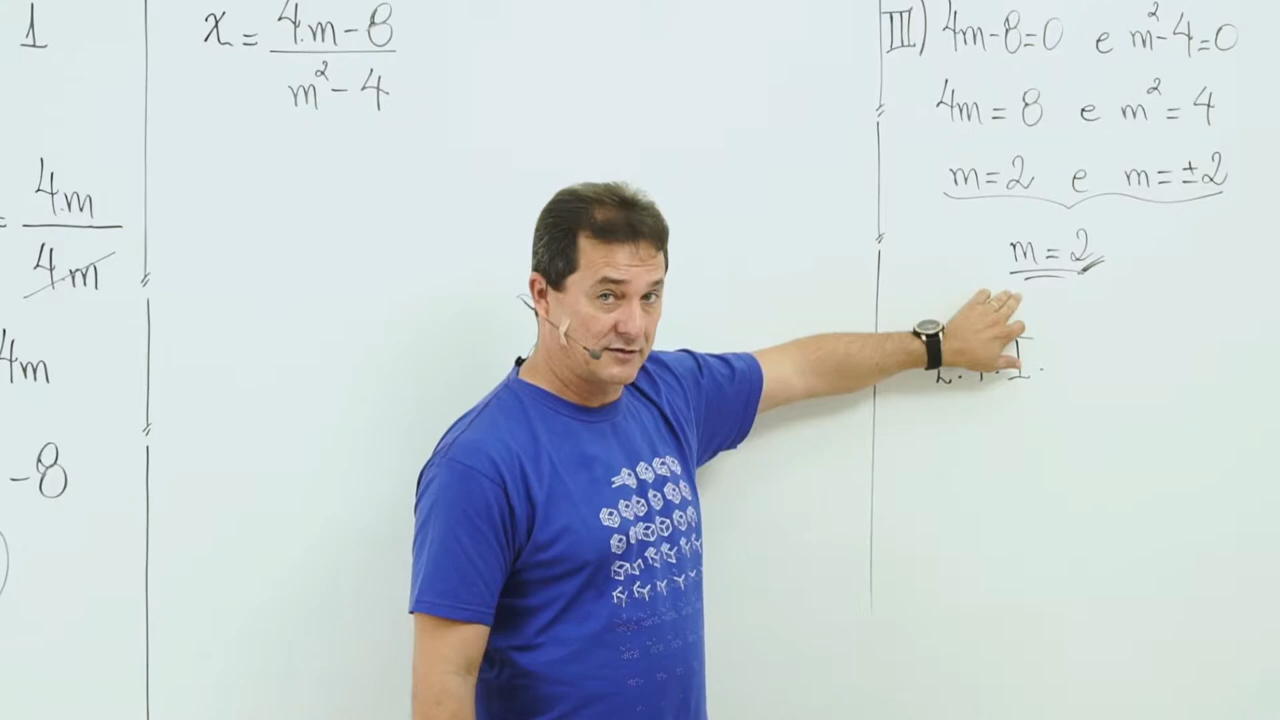 1
= 4m / 4m
4m
-8
x = 4m - 8 / m² - 4
III) 4m-8=0 e m²-4=0
4m = 8 e m² = 4
m=2 e m=±2
m=2